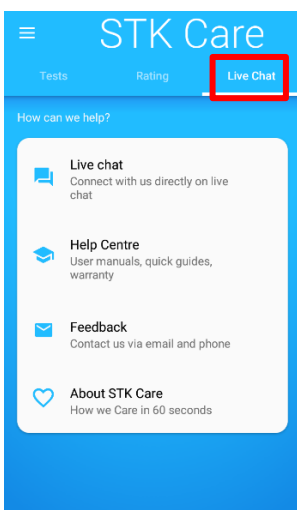 STK Care
Tests Rating Live Chat
How can we help?
Live chat
Connect with us directly on live
chat
Help Centre
User manuals, quick guides,
warranty
Feedback
Contact us via email and phone
About STK Care
How we Care in 60 seconds